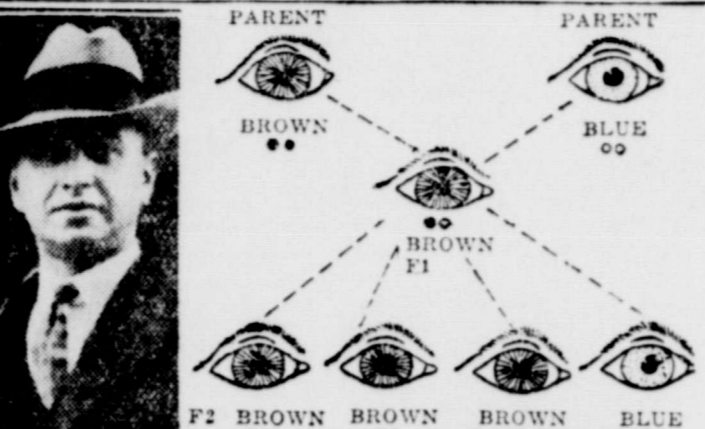 PARENT PARENT
BROWN BLUE
BROWN
F1
F2 BROWN BROWN BROWN BLUE